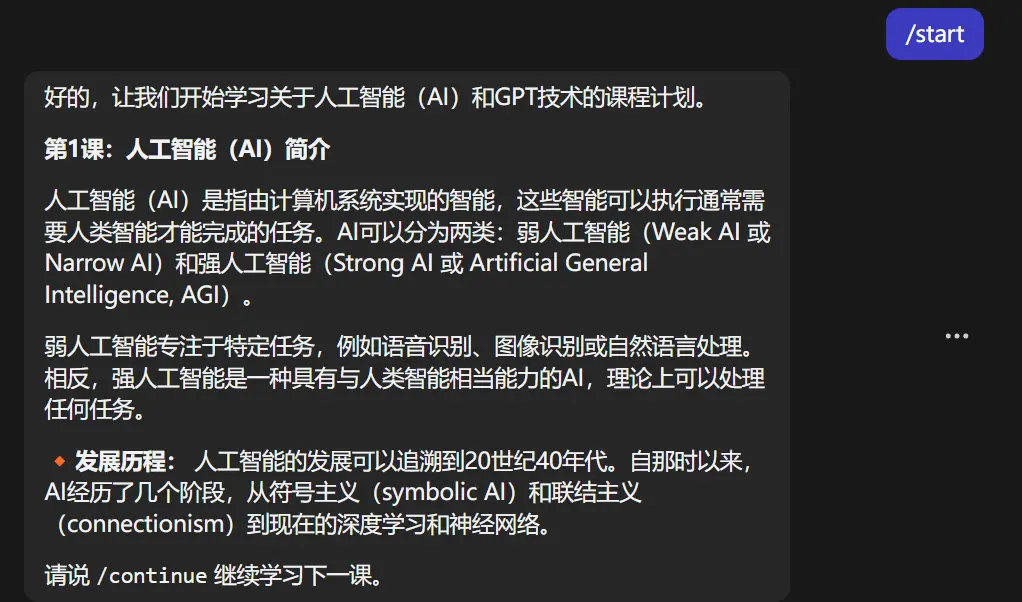 /start
好的，让我们开始学习关于人工智能（AI）和GPT技术的课程计划。
第1课：人工智能（AI）简介
人工智能（AI）是指由计算机系统实现的智能，这些智能可以执行通常需
要人类智能才能完成的任务。AI可以分为两类：弱人工智能（Weak AI 或
Narrow AI）和强人工智能（Strong AI 或 Artificial General
Intelligence, AGI）。
弱人工智能专注于特定任务，例如语音识别、图像识别或自然语言处理。
相反，强人工智能是一种具有与人类智能相当能力的AI，理论上可以处理
任何任务。
🔸发展历程： 人工智能的发展可以追溯到20世纪40年代。自那时以来，
AI经历了几个阶段，从符号主义（symbolic AI）和联结主义
（connectionism）到现在的深度学习和神经网络。
请说 /continue 继续学习下一课。